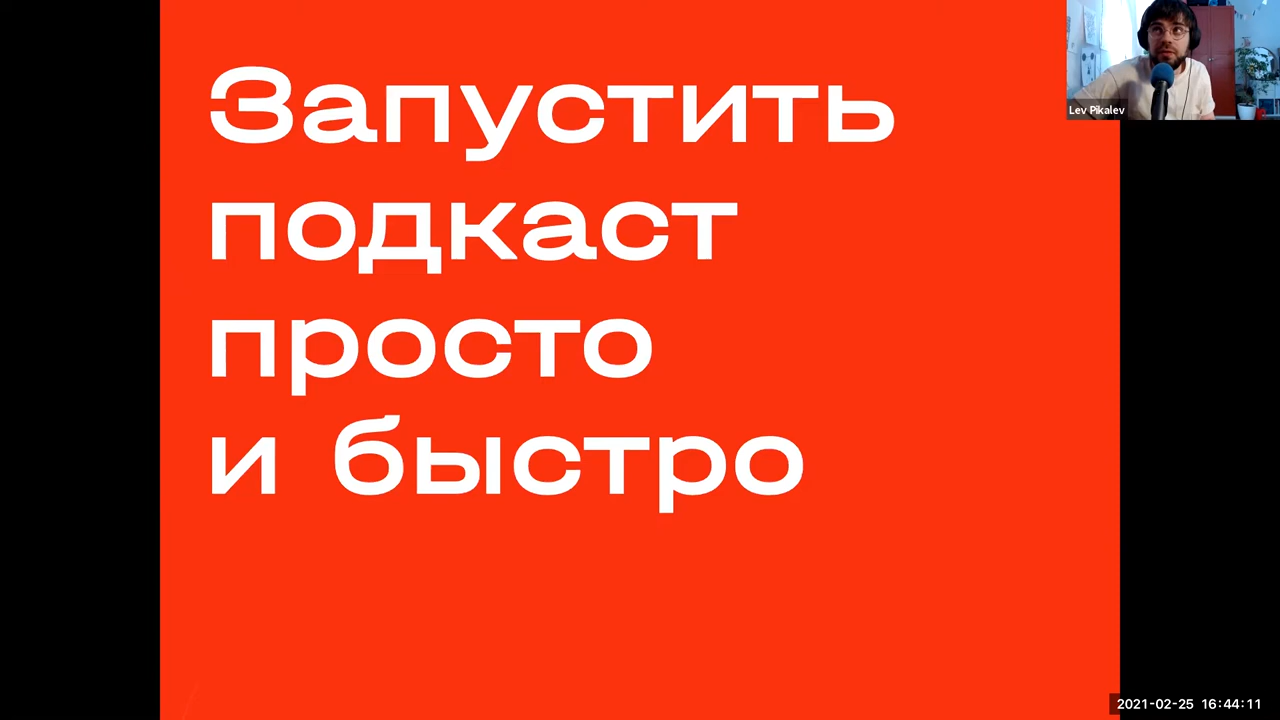 Запустить
подкаст
просто
и быстро
Lev Pikalev
2021-02-25 16:44:11